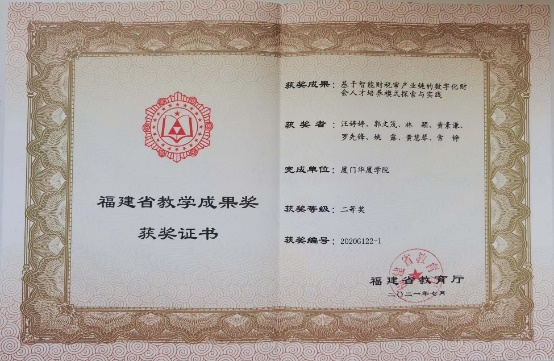 福建省教学成果奖
获奖证书
获奖成果：基于智能财税审产业链的数字化财
会人才培养模式探索与实践
获奖者：汪婷婷、郭文茂、林颖、黄素谦、
罗先锋、姚露、黄慧琴、常铮
完成单位：厦门华厦学院
获奖等级：二等奖
获奖编号：2020G122-1
福建省教育厅
二〇二一年七月